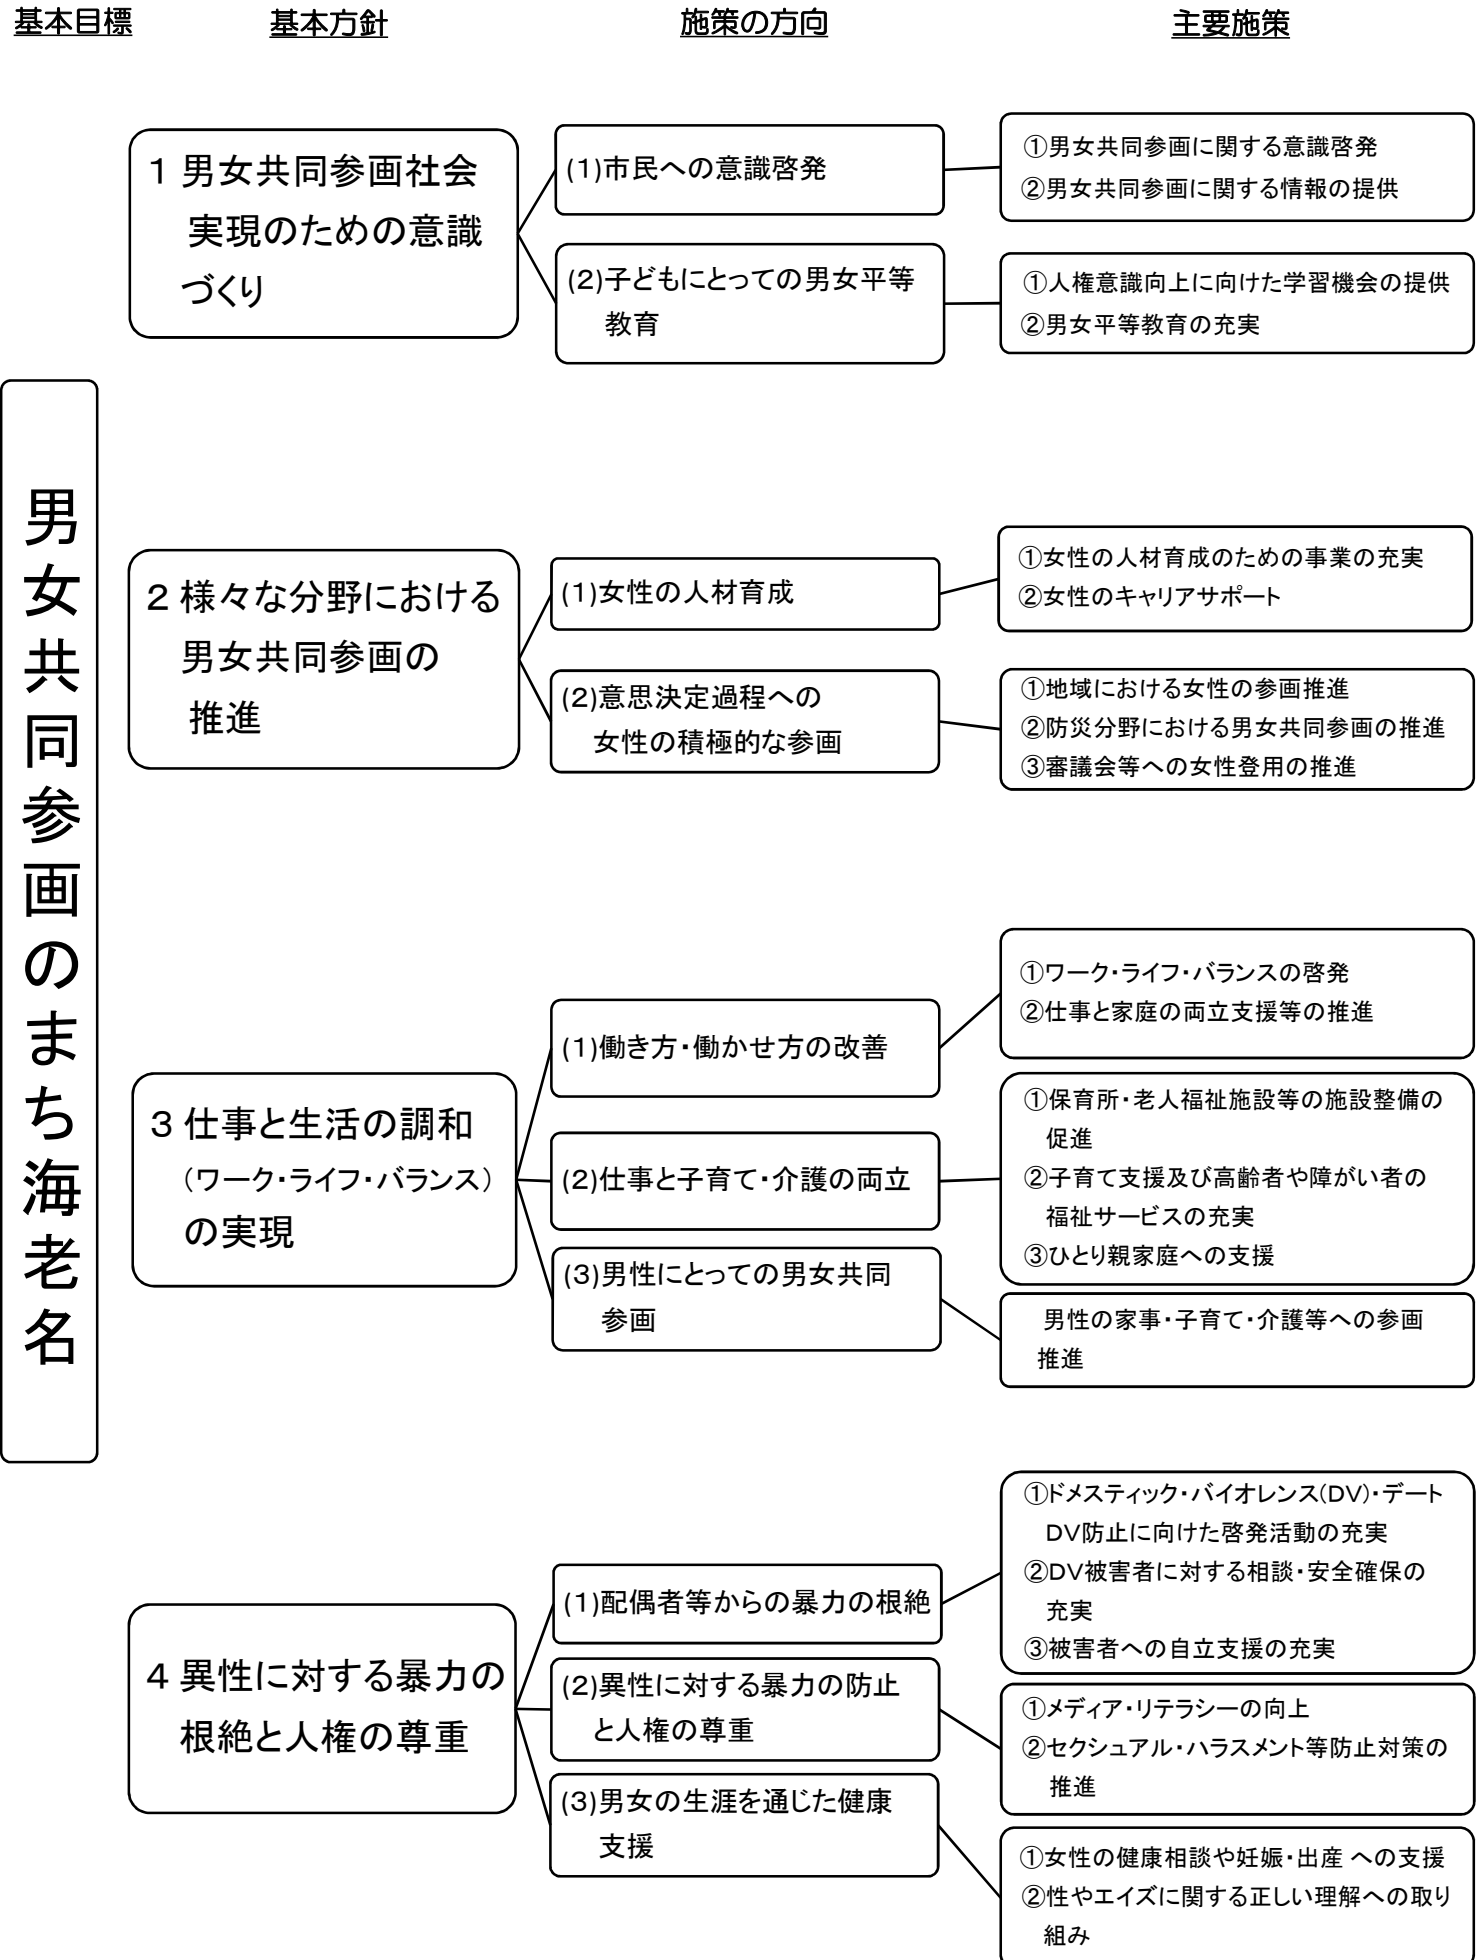 基本目標
基本方針
施策の方向
主要施策
男女共同参画のまち海老名
1 男女共同参画社会
実現のための意識
づくり
(1)市民への意識啓発
①男女共同参画に関する意識啓発
②男女共同参画に関する情報の提供
(2)子どもにとっての男女平等
教育
①人権意識向上に向けた学習機会の提供
②男女平等教育の充実
2 様々な分野における
男女共同参画の
推進
(1)女性の人材育成
①女性の人材育成のための事業の充実
②女性のキャリアサポート
(2)意思決定過程への
女性の積極的な参画
①地域における女性の参画推進
②防災分野における男女共同参画の推進
③審議会等への女性登用の推進
3 仕事と生活の調和
（ワーク・ライフ・バランス）
の実現
(1)働き方・働かせ方の改善
①ワーク・ライフ・バランスの啓発
②仕事と家庭の両立支援等の推進
(2)仕事と子育て・介護の両立
①保育所・老人福祉施設等の施設整備の
促進
②子育て支援及び高齢者や障がい者の
福祉サービスの充実
③ひとり親家庭への支援
(3)男性にとっての男女共同
参画
男性の家事・子育て・介護等への参画
推進
4 異性に対する暴力の
根絶と人権の尊重
(1)配偶者等からの暴力の根絶
①ドメスティック・バイオレンス(DV)・デート
DV防止に向けた啓発活動の充実
②DV被害者に対する相談・安全確保の
充実
③被害者への自立支援の充実
(2)異性に対する暴力の防止
と人権の尊重
①メディア・リテラシーの向上
②セクシュアル・ハラスメント等防止対策の
推進
(3)男女の生涯を通じた健康
支援
①女性の健康相談や妊娠・出産 への支援
②性やエイズに関する正しい理解への取り
組み